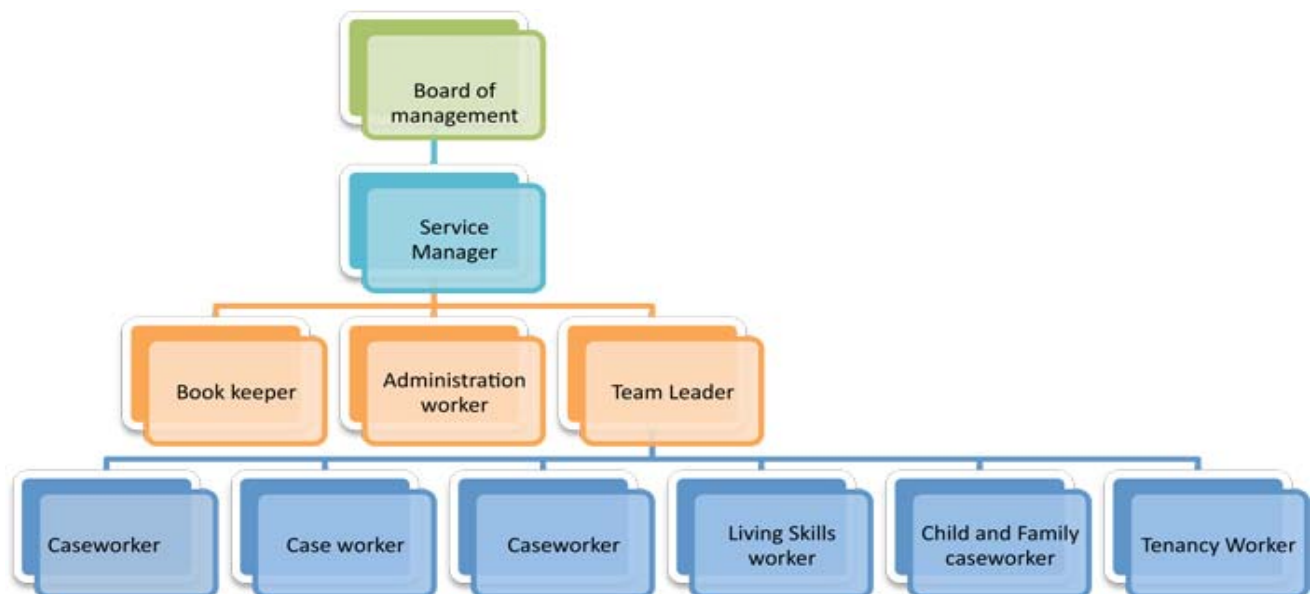 Board of
management
Service
Manager
Book keeper
Administration
worker
Team Leader
Caseworker
Case worker
Caseworker
Living Skills
worker
Child and Family
caseworker
Tenancy Worker